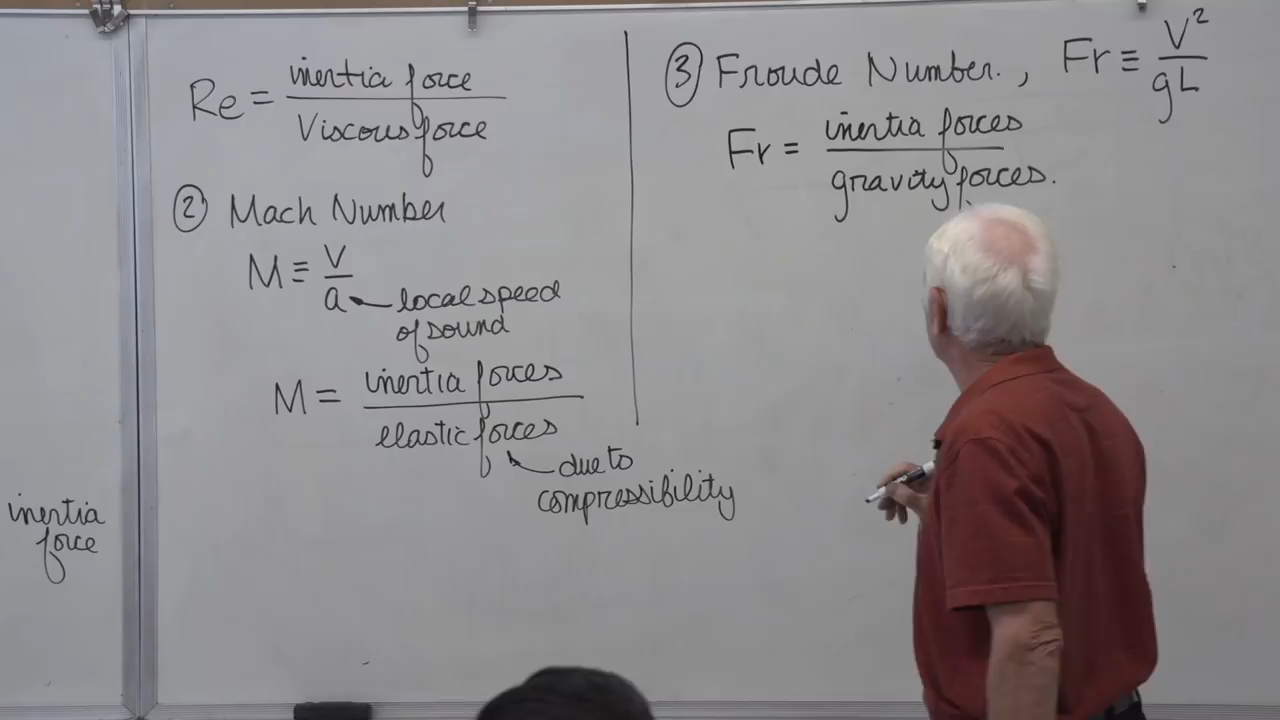 inertia
force
Re = inertia force / Viscous force
② Mach Number
M ≡ V / a
local speed
of sound
M = inertia forces / elastic forces
due to
compressibility
③ Froude Number. , Fr ≡ V² / gL
Fr = inertia forces / gravity forces.